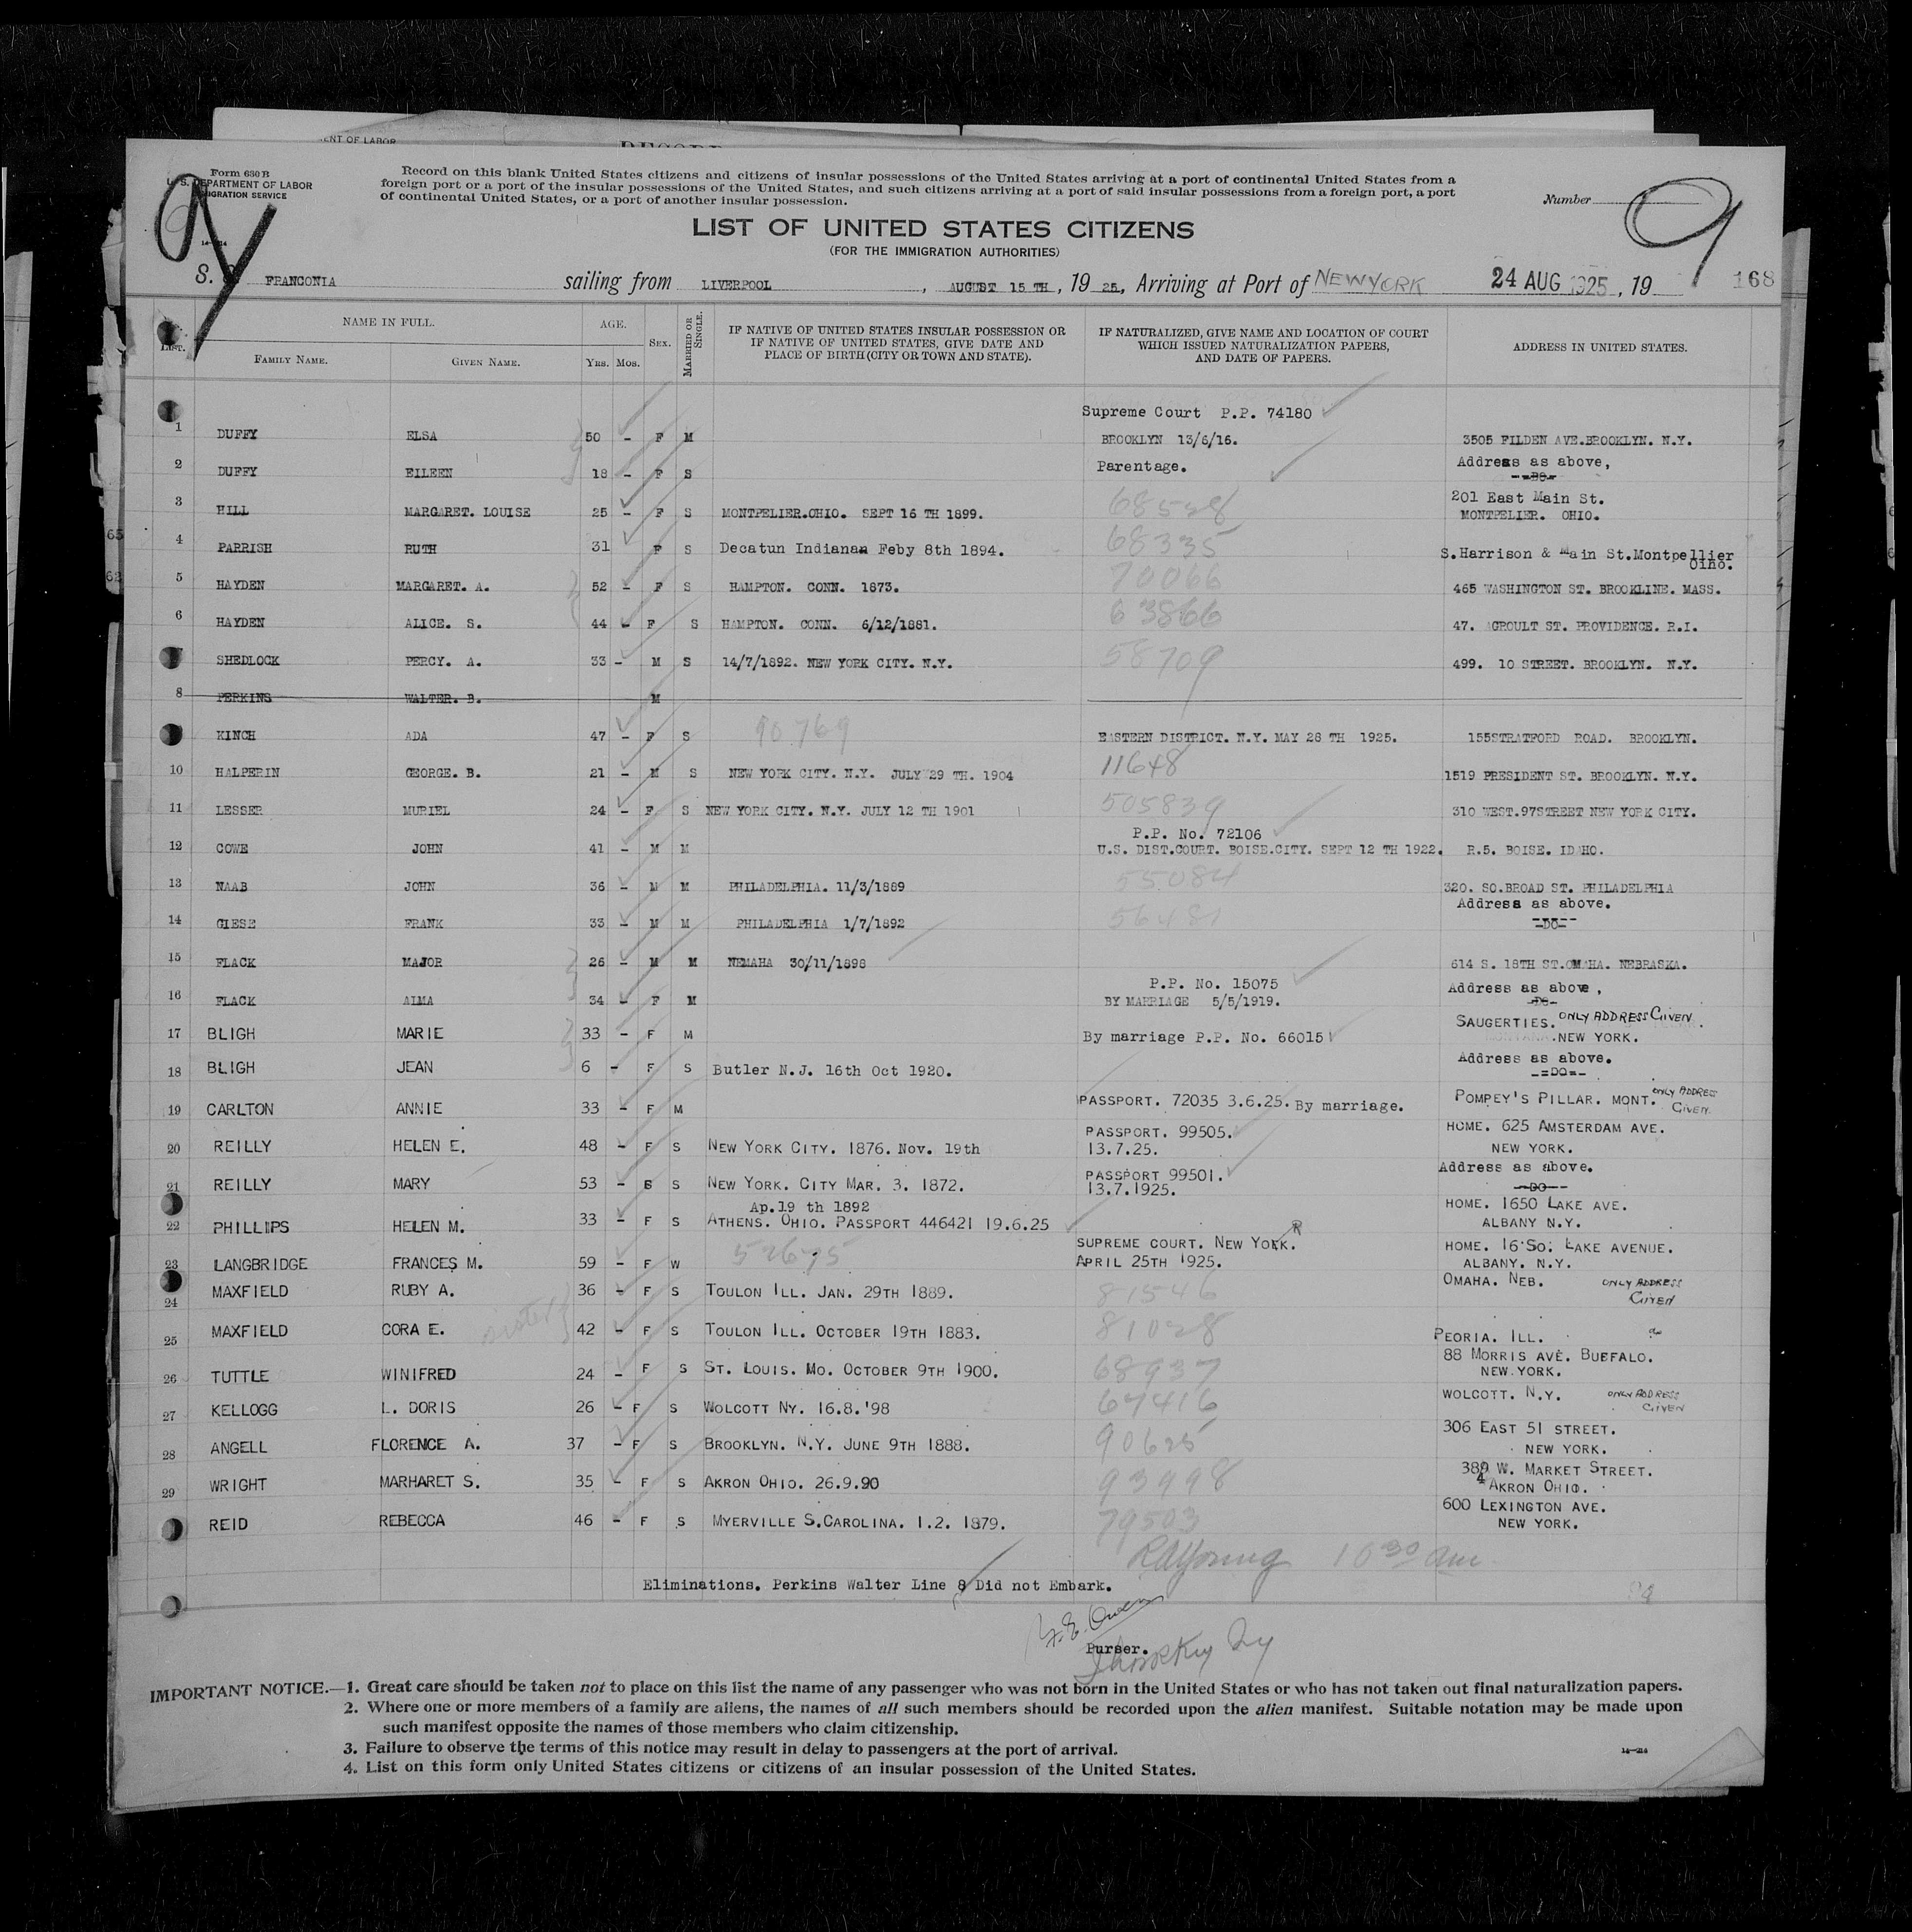 MENT OF LABOR
RECORD
Form 630 B
U. S. DEPARTMENT OF LABOR
IMMIGRATION SERVICE
14—214
Record on this blank United States citizens and citizens of insular possessions of the United States arriving at a port of continental United States from a
foreign port or a port of the insular possessions of the United States, and such citizens arriving at a port of said insular possessions from a foreign port, a port
of continental United States, or a port of another insular possession.
Number
9
LIST OF UNITED STATES CITIZENS
(FOR THE IMMIGRATION AUTHORITIES)
S. S. FRANCONIA sailing from LIVERPOOL, AUGUST 15 TH, 19 25, Arriving at Port of NEW YORK 24 AUG 1925, 19 168
LIST. NAME IN FULL. AGE. SEX. MARRIED OR SINGLE. IF NATIVE OF UNITED STATES INSULAR POSSESSION OR IF NATIVE OF UNITED STATES, GIVE DATE AND PLACE OF BIRTH (CITY OR TOWN AND STATE). IF NATURALIZED, GIVE NAME AND LOCATION OF COURT WHICH ISSUED NATURALIZATION PAPERS, AND DATE OF PAPERS. ADDRESS IN UNITED STATES.
FAMILY NAME. GIVEN NAME. Yrs. Mos.
Supreme Court P.P. 74180
1 DUFFY ELSA 50 - F M BROOKLYN 13/6/16. 3505 FILDEN AVE.BROOKLYN. N.Y.
2 DUFFY EILEEN 18 - F S Parentage. Address as above,
-DO-
3 HILL MARGARET. LOUISE 25 - F S MONTPELIER.OHIO. SEPT 16 TH 1899. 68528 201 East Main St.
MONTPELIER. OHIO.
4 PARRISH RUTH 31 F S Decatun Indianaa Feby 8th 1894. 68335 S.Harrison & Main St.Montpellier
Oiho.
5 HAYDEN MARGARET. A. 52 - F S HAMPTON. CONN. 1873. 70066 465 WASHINGTON ST. BROOKLINE. MASS.
6 HAYDEN ALICE. S. 44 - F S HAMPTON. CONN. 6/12/1881. 63866 47. AGROULT ST. PROVIDENCE. R.I.
SHEDLOCK PERCY. A. 33 - M S 14/7/1892. NEW YORK CITY. N.Y. 58709 499. 10 STREET. BROOKLYN. N.Y.
8 PERKINS WALTER. B. M
KINCH ADA 47 - F S 90769 EASTERN DISTRICT. N.Y. MAY 28 TH 1925. 155STRATFORD ROAD. BROOKLYN.
10 HALPERIN GEORGE. B. 21 - M S NEW YORK CITY. N.Y. JULY 29 TH. 1904 11648 1519 PRESIDENT ST. BROOKLYN. N.Y.
11 LESSER MURIEL 24 - F S NEW YORK CITY. N.Y. JULY 12 TH 1901 505839 310 WEST.97STREET NEW YORK CITY.
P.P. No. 72106
12 COWE JOHN 41 - M M U.S. DIST.COURT. BOISE.CITY. SEPT 12 TH 1922. R.5. BOISE. IDAHO.
13 NAAB JOHN 36 - M M PHILADELPHIA. 11/3/1889 55084 320. SO.BROAD ST. PHILADELPHIA
14 GIESE FRANK 33 - M M PHILADELPHIA 1/7/1892 56481 Address as above.
-DO-
15 FLACK MAJOR 26 - M M NEMAHA 30/11/1898 614 S. 18TH ST.OMAHA. NEBRASKA.
P.P. No. 15075
16 FLACK ALMA 34 - F M BY MARRIAGE 5/5/1919. Address as above,
-DO-
17 BLIGH MARIE 33 - F M By marriage P.P. No. 66015 SAUGERTIES. ONLY ADDRESS GIVEN.
NEW YORK.
18 BLIGH JEAN 6 - F S Butler N.J. 16th Oct 1920. Address as above.
-=DO=-
19 CARLTON ANNIE 33 - F M PASSPORT. 72035 3.6.25. By marriage. POMPEY'S PILLAR. MONT. ONLY ADDRESS GIVEN.
20 REILLY HELEN E. 48 - F S NEW YORK CITY. 1876. Nov. 19th PASSPORT. 99505. 13.7.25. HOME. 625 AMSTERDAM AVE.
NEW YORK.
21 REILLY MARY 53 - S NEW YORK. CITY MAR. 3. 1872. PASSPORT 99501. 13.7.1925. Address as above.
-DO-
Ap.19 th 1892
22 PHILLIPS HELEN M. 33 - F S ATHENS. OHIO. PASSPORT 446421 19.6.25 HOME. 1650 LAKE AVE.
ALBANY N.Y.
23 LANGBRIDGE FRANCES M. 59 - F W 52675 SUPREME COURT. NEW YORK. APRIL 25TH 1925. HOME. 16 SO. LAKE AVENUE.
ALBANY. N.Y.
24 MAXFIELD RUBY A. 36 - F S TOULON ILL. JAN. 29TH 1889. 81546 OMAHA. NEB. ONLY ADDRESS GIVEN
25 MAXFIELD CORA E. sister 42 - F S TOULON ILL. OCTOBER 19TH 1883. 81028 PEORIA. ILL.
26 TUTTLE WINIFRED 24 - F S ST. LOUIS. MO. OCTOBER 9TH 1900. 68937 88 MORRIS AVE. BUFFALO.
NEW.YORK.
27 KELLOGG L. DORIS 26 - F S WOLCOTT NY. 16.8.'98 67416 WOLCOTT. N.Y. ONLY ADDRESS GIVEN
28 ANGELL FLORENCE A. 37 - F S BROOKLYN. N.Y. JUNE 9TH 1888. 90625 306 EAST 51 STREET.
NEW YORK.
29 WRIGHT MARHARET S. 35 - F S AKRON OHIO. 26.9.90 93998 W. MARKET STREET.
AKRON OHIO.
REID REBECCA 46 - F S MYERVILLE S.CAROLINA. 1.2. 1879. 79503 600 LEXINGTON AVE.
NEW YORK.
RAYoung 10 30 am
Eliminations. Perkins Walter Line 8 Did not Embark.
Purser.
IMPORTANT NOTICE.—1. Great care should be taken not to place on this list the name of any passenger who was not born in the United States or who has not taken out final naturalization papers.
2. Where one or more members of a family are aliens, the names of all such members should be recorded upon the alien manifest. Suitable notation may be made upon
such manifest opposite the names of those members who claim citizenship.
3. Failure to observe the terms of this notice may result in delay to passengers at the port of arrival.
4. List on this form only United States citizens or citizens of an insular possession of the United States.
14—214